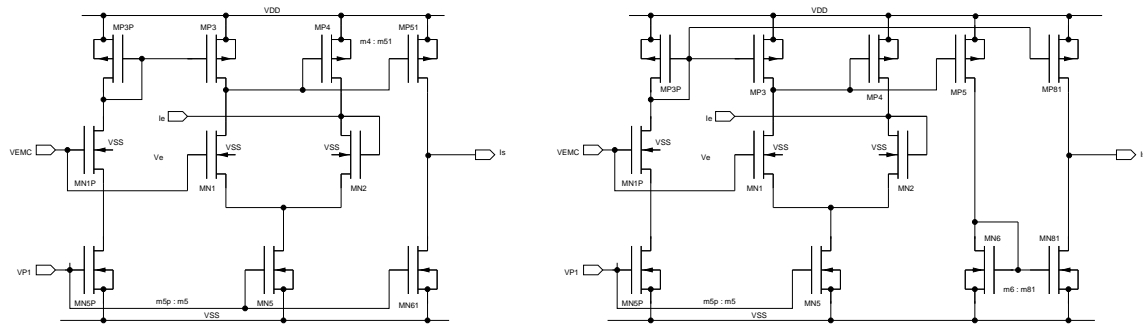 VDD
MP3P
MP3
MP4
MP51
m4 : m51
Ie
VEMC
VSS
Ve
VSS
VSS
Is
MN1P
MN1
MN2
VP1
MN5P
m5p : m5
MN5
MN61
VSS
VDD
MP3P
MP3
MP4
MP5
MP81
Ie
VEMC
VSS
Ve
VSS
VSS
I
MN1P
MN1
MN2
MN6
MN81
VP1
MN5P
m5p : m5
MN5
m6 : m81
VSS